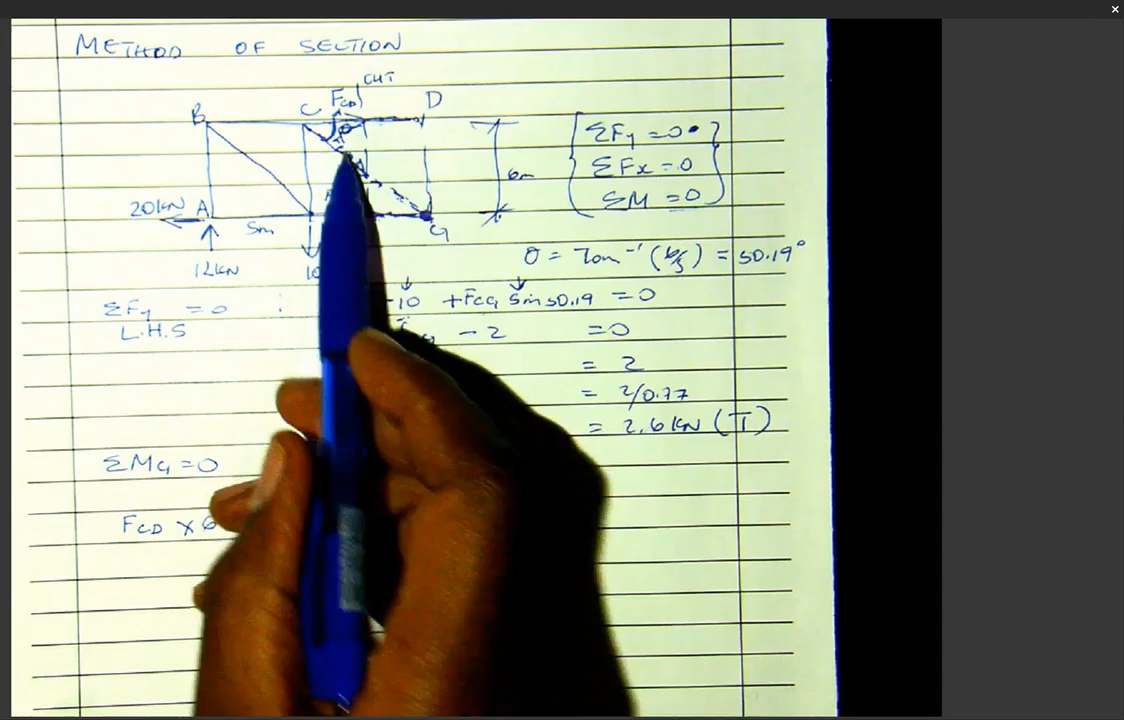 METHOD OF SECTION
CUT
B C FCD D
ΣFy = 0
ΣFx = 0
ΣM = 0
6m
20KN A
5m
G
12KN 10
θ = Tan⁻¹ (6/5) = 50.19°
ΣFy = 0 : -10 + FCG Sin 50.19 = 0
L.H.S - 2 = 0
= 2
= 2/0.77
= 2.6KN (T)
ΣMG = 0
FCD × 6